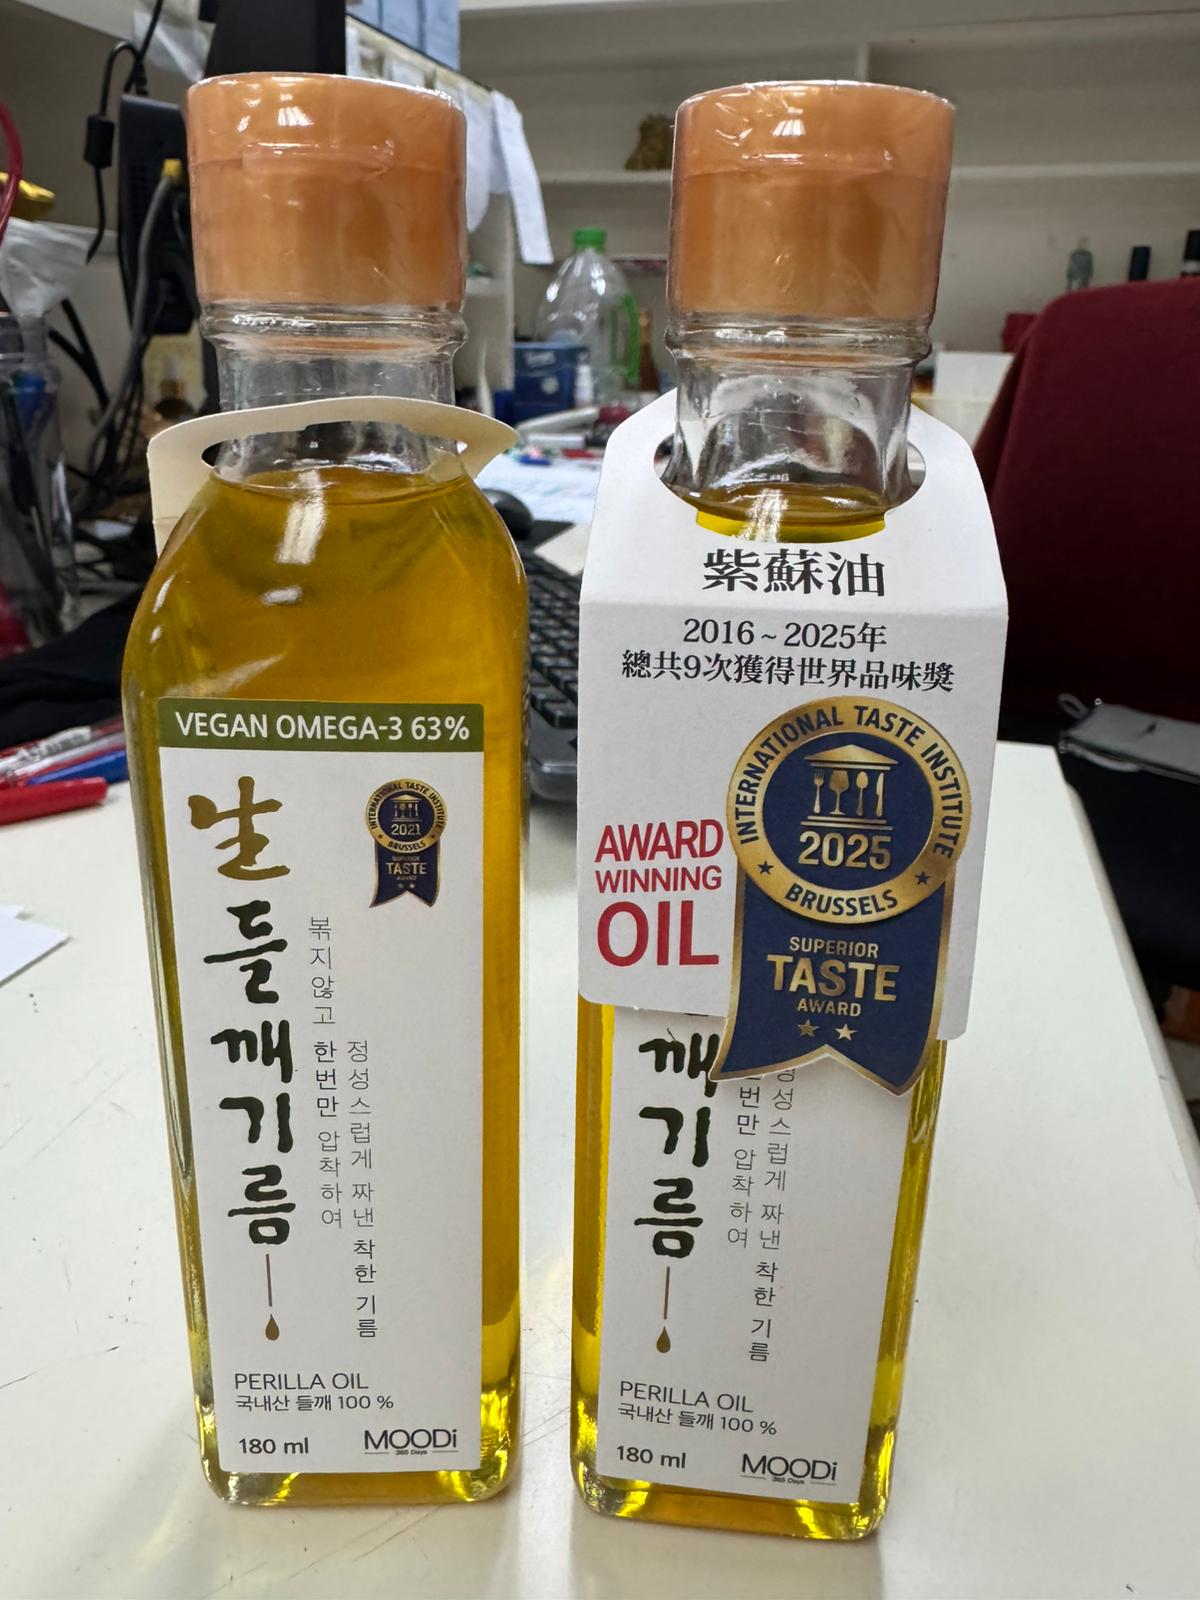 VEGAN OMEGA-3 63%
生들깨기름
볶지않고
한번만 압착하여
정성스럽게 짜낸 착한 기름
INTERNATIONAL TASTE INSTITUTE
2021
BRUSSELS
SUPERIOR
TASTE
AWARD
PERILLA OIL
국내산 들깨 100 %
180 ml
MOODi
365 Days
紫蘇油
2016 ~ 2025年
總共9次獲得世界品味獎
AWARD
WINNING
OIL
INTERNATIONAL TASTE INSTITUTE
2025
BRUSSELS
SUPERIOR
TASTE
AWARD
깨기름
번만 압착하여
성스럽게 짜낸 착한 기름
PERILLA OIL
국내산 들깨 100 %
180 ml
MOODi
365 Days